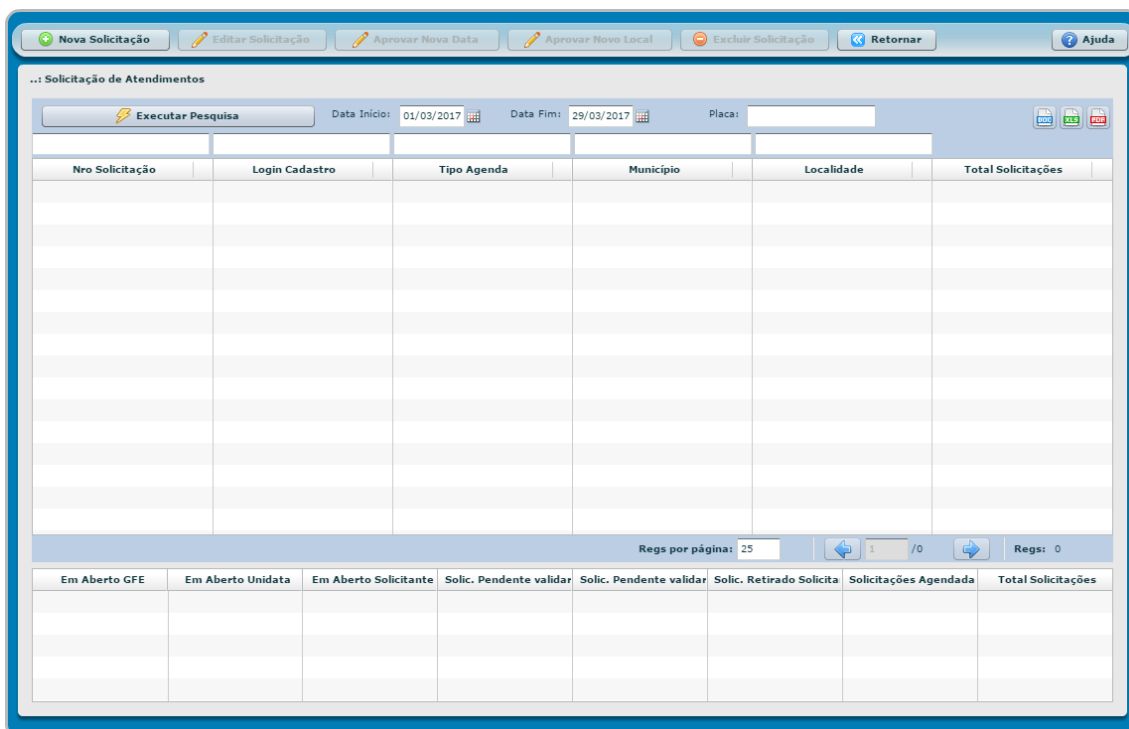 Nova Solicitação Editar Solicitação Aprovar Nova Data Aprovar Novo Local Excluir Solicitação Retornar Ajuda
..: Solicitação de Atendimentos
Executar Pesquisa Data Início: 01/03/2017 Data Fim: 29/03/2017 Placa: DOC XLS PDF
Nro Solicitação Login Cadastro Tipo Agenda Município Localidade Total Solicitações
Regs por página: 25 1 /0 Regs: 0
Em Aberto GFE Em Aberto Unidata Em Aberto Solicitante Solic. Pendente validar Solic. Pendente validar Solic. Retirado Solicita Solicitações Agendada Total Solicitações